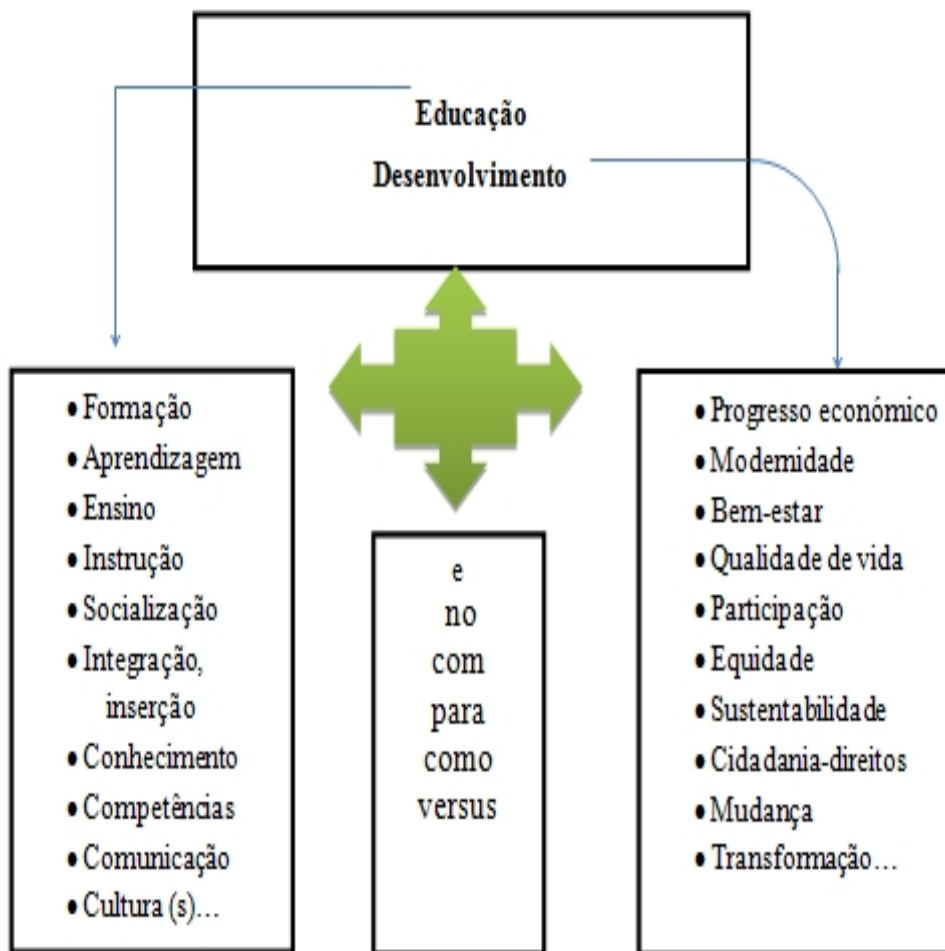 Educação
Desenvolvimento
• Formação
• Aprendizagem
• Ensino
• Instrução
• Socialização
• Integração,
inserção
• Conhecimento
• Competências
• Comunicação
• Cultura (s)...
e
no
com
para
como
versus
• Progresso económico
• Modernidade
• Bem-estar
• Qualidade de vida
• Participação
• Equidade
• Sustentabilidade
• Cidadania-direitos
• Mudança
• Transformação...